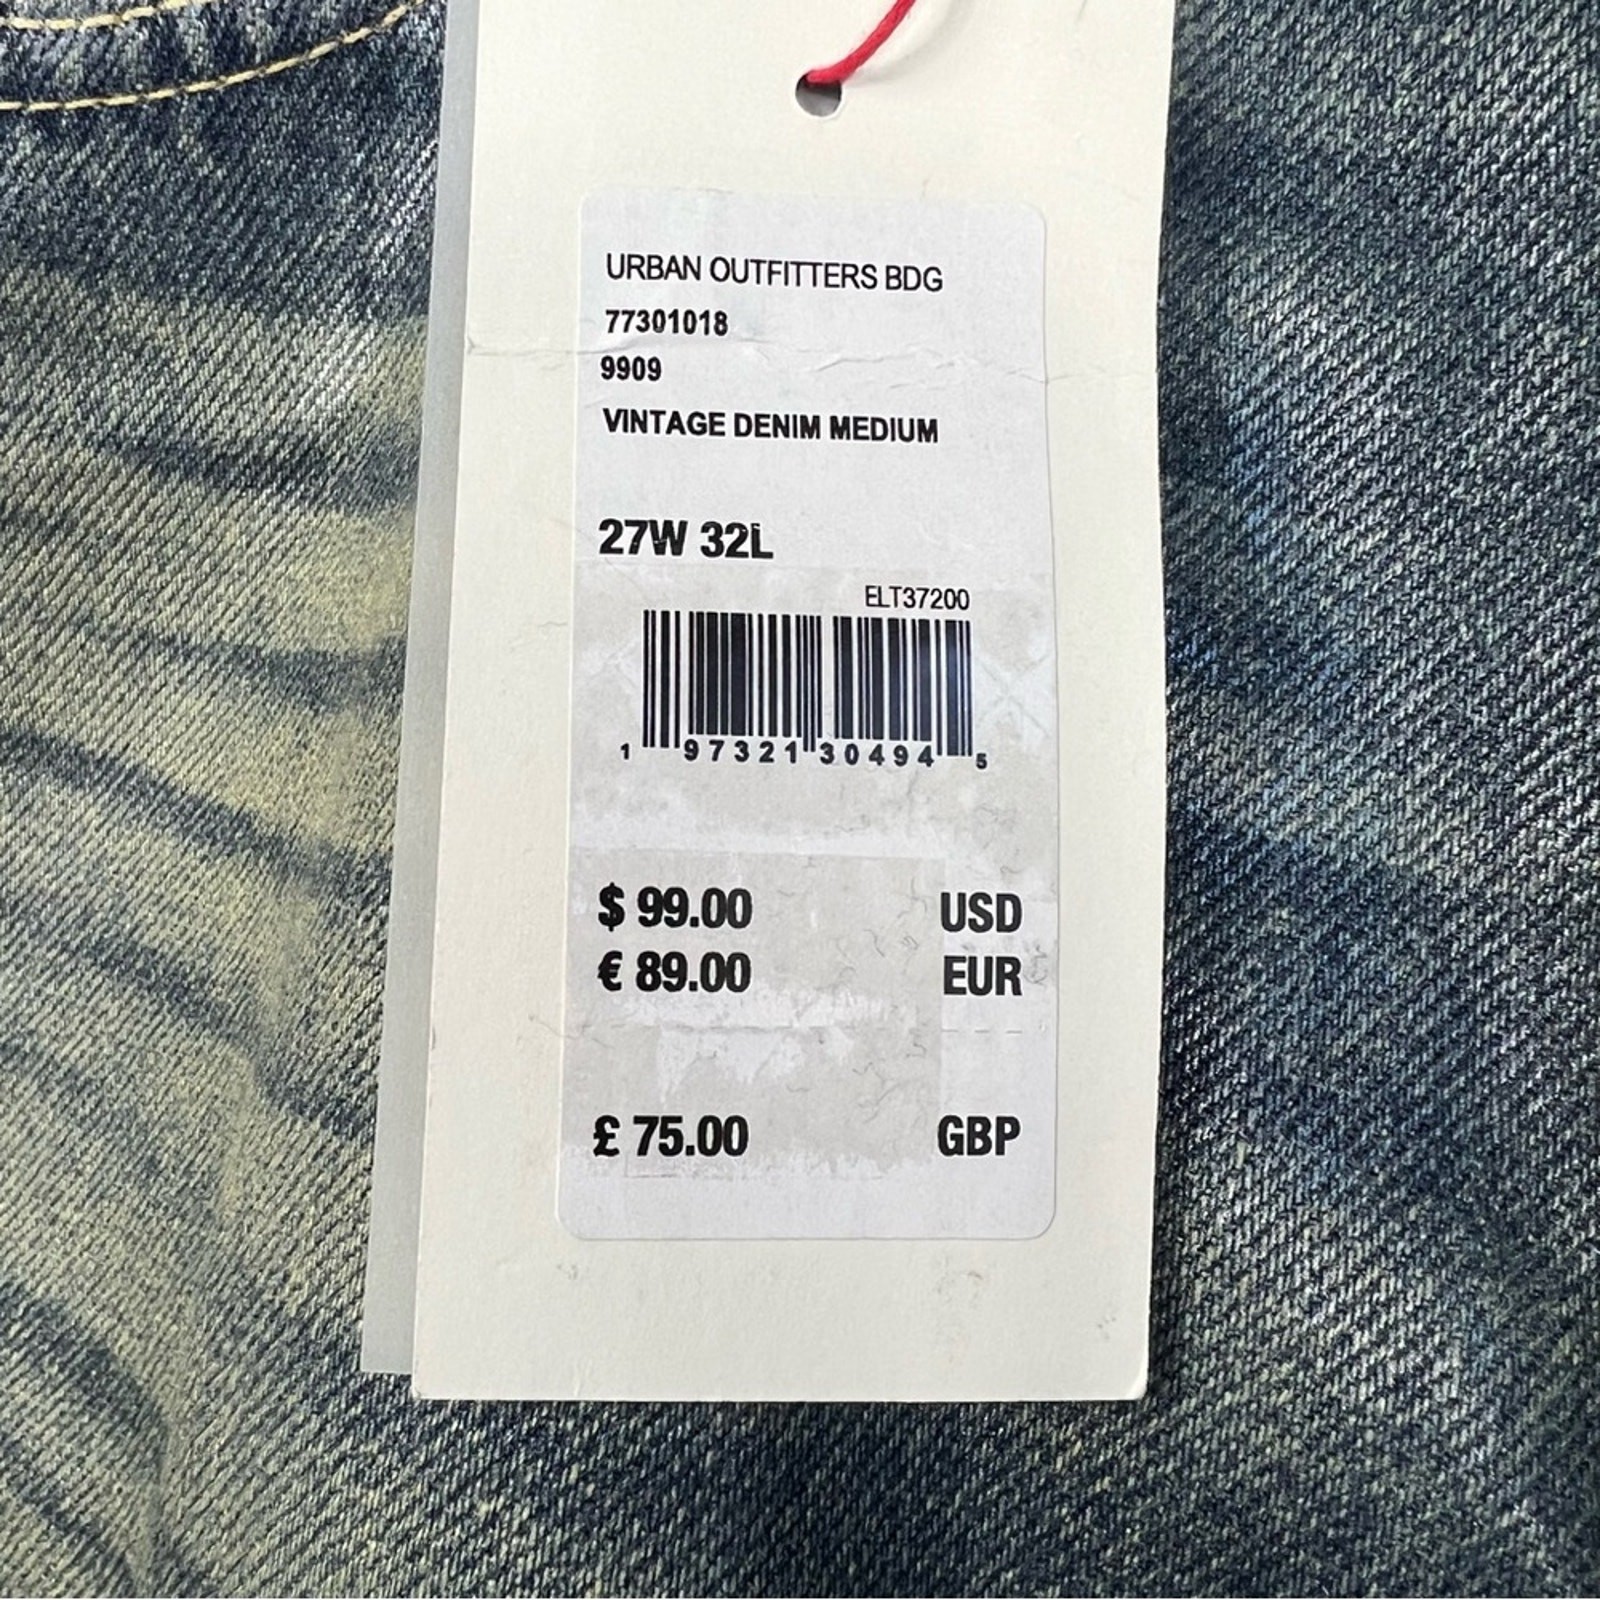 URBAN OUTFITTERS BDG
77301018
9909
VINTAGE DENIM MEDIUM
27W 32L
ELT37200
1 97321 30494 5
$ 99.00 USD
€ 89.00 EUR
£ 75.00 GBP